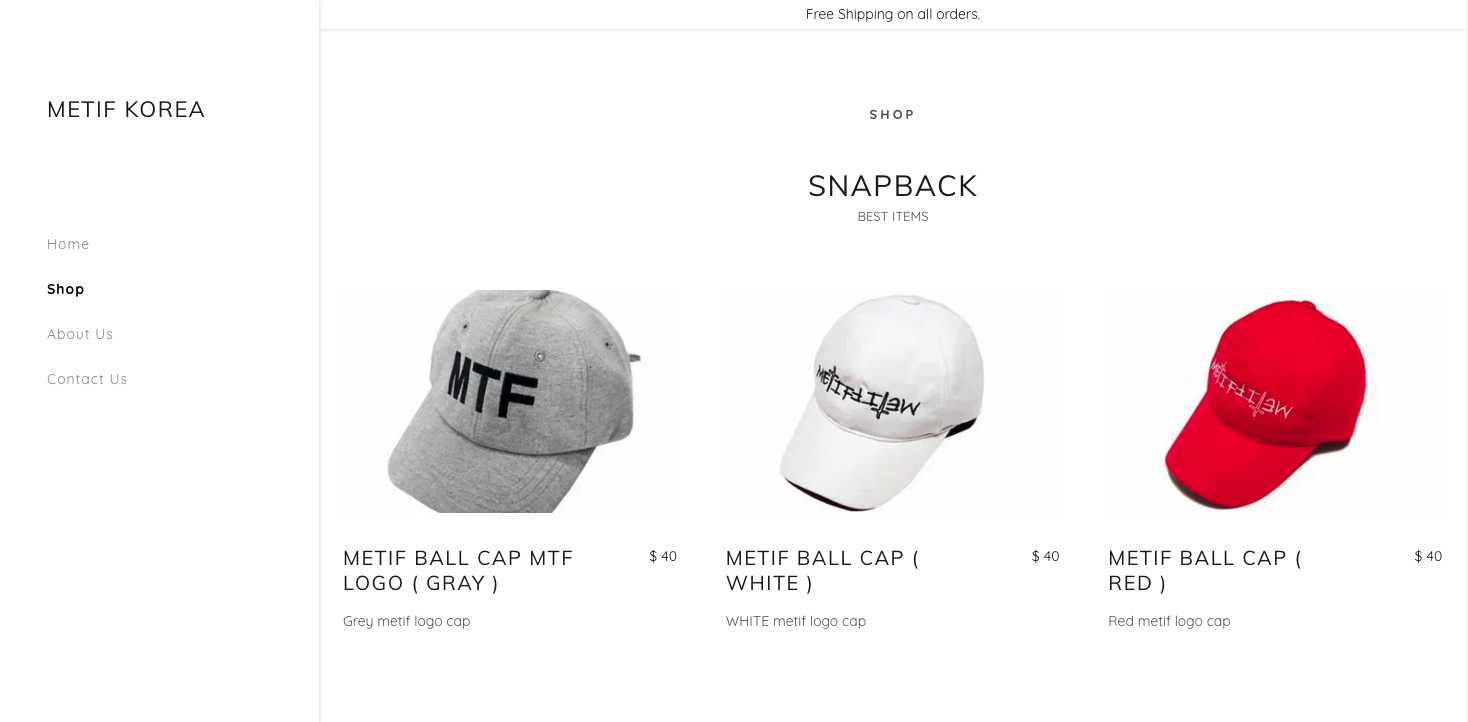 Free Shipping on all orders.
METIF KOREA
Home
Shop
About Us
Contact Us
SHOP
SNAPBACK
BEST ITEMS
MTF
METIF BALL CAP MTF
LOGO ( GRAY )
$ 40
Grey metif logo cap
METIF BALL CAP (
WHITE )
$ 40
WHITE metif logo cap
METIF BALL CAP (
RED )
$ 40
Red metif logo cap